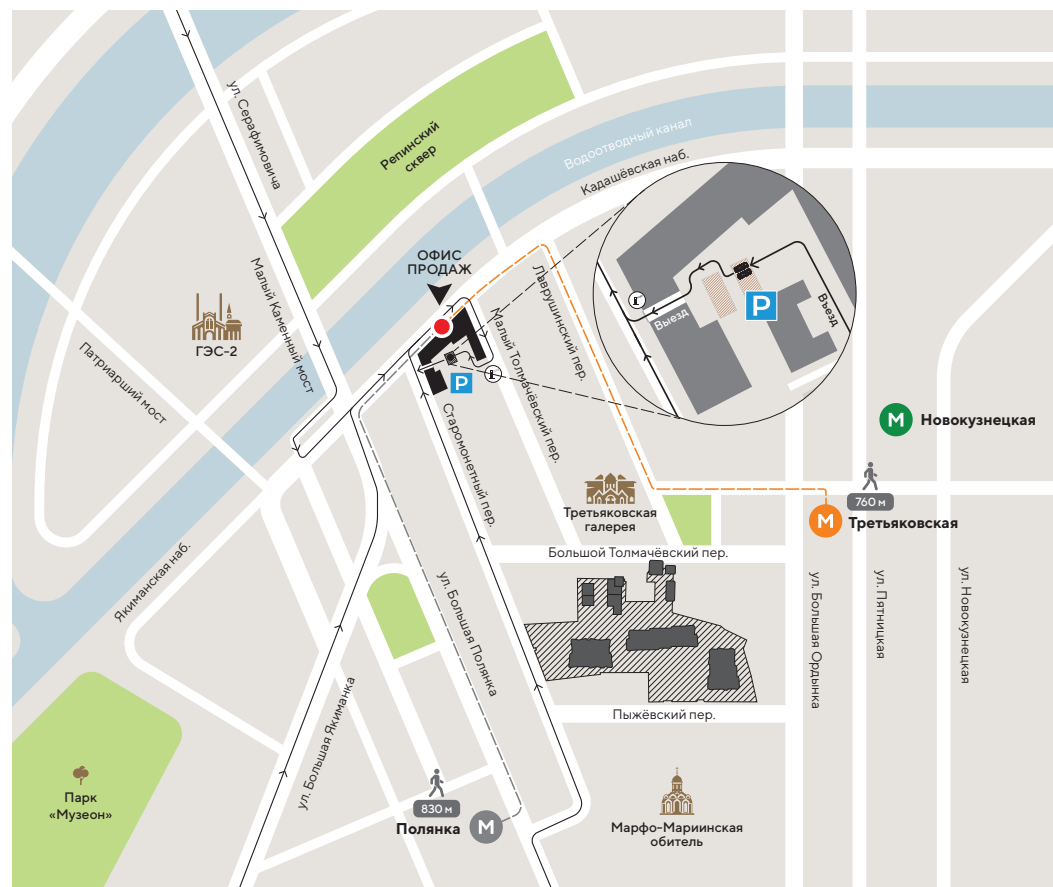 ул. Серафимовича
Репинский
сквер
Водоотводный канал
Кадашёвская наб.
ОФИС
ПРОДАЖ
Малый Каменный мост
ГЭС-2
Патриарший мост
Лаврушинский пер.
Малый Толмачёвский пер.
Выезд
P
Въезд
P
Старомонетный пер.
М
Новокузнецкая
760 м
М
Третьяковская
Третьяковская
галерея
Большой Толмачёвский пер.
Якиманская наб.
ул. Большая Полянка
ул. Большая Ордынка
ул. Пятницкая
ул. Новокузнецкая
Пыжёвский пер.
ул. Большая Якиманка
Парк
«Музеон»
830 м
Полянка
М
Марфо-Мариинская
обитель